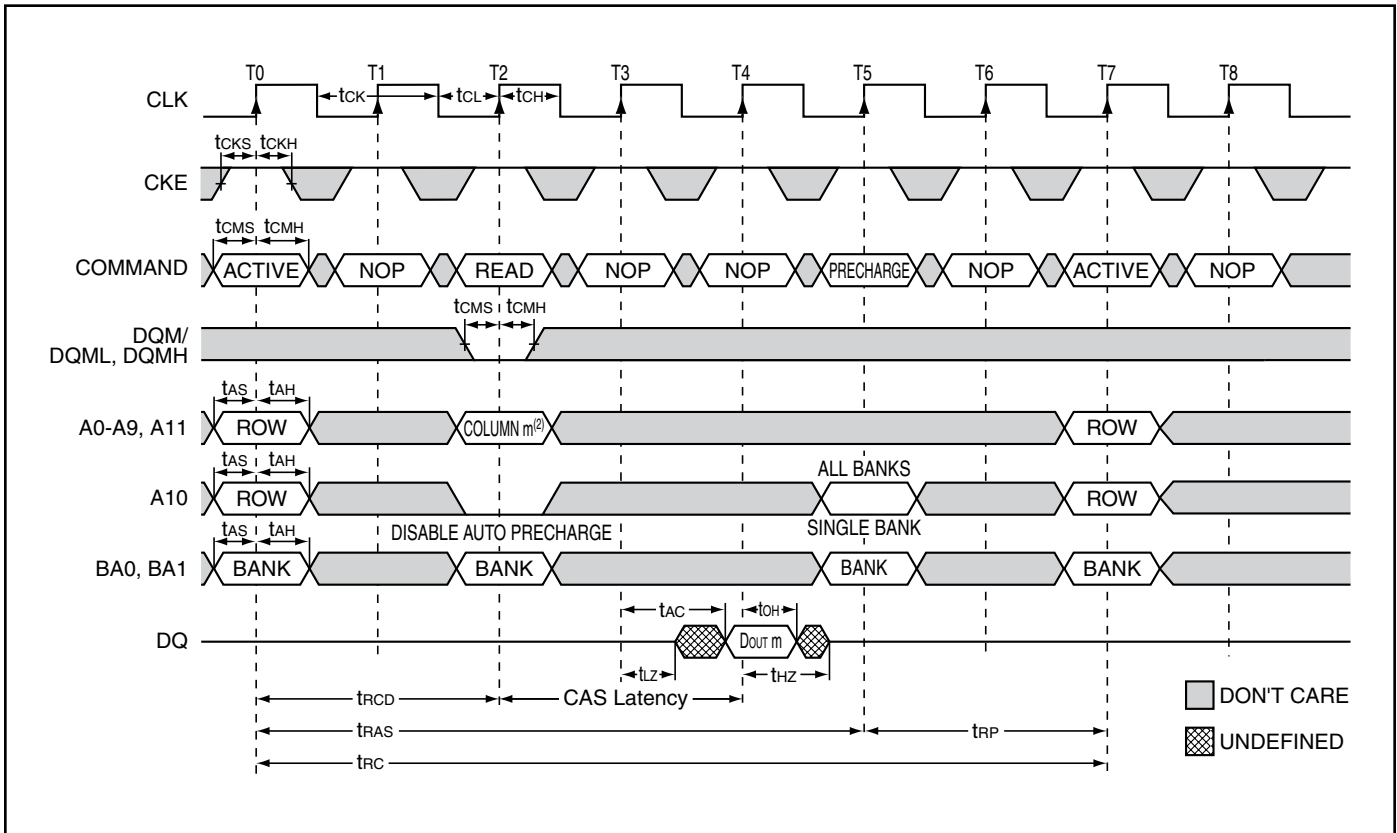 T0 T1 T2 T3 T4 T5 T6 T7 T8
CLK tCK tCL tCH
tCKS tCKH
CKE
tCMS tCMH
COMMAND ACTIVE NOP READ NOP NOP PRECHARGE NOP ACTIVE NOP
tCMS tCMH
DQM/
DQML, DQMH
tAS tAH
A0-A9, A11 ROW COLUMN m(2) ROW
tAS tAH ALL BANKS
A10 ROW ROW
tAS tAH DISABLE AUTO PRECHARGE SINGLE BANK
BA0, BA1 BANK BANK BANK BANK
tAC tOH
DQ DOUT m
tLZ tHZ
tRCD CAS Latency DON'T CARE
tRAS tRP
UNDEFINED
tRC